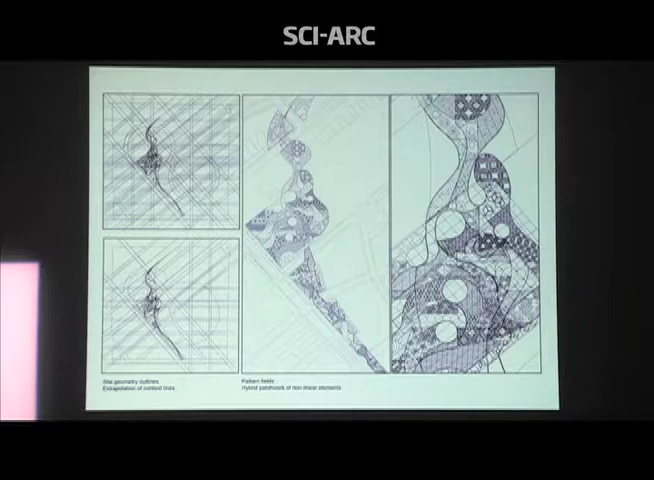 SCI-ARC
Site geometry outlines
Extrapolation of context lines
Pattern fields
Hybrid patchwork of non linear elements